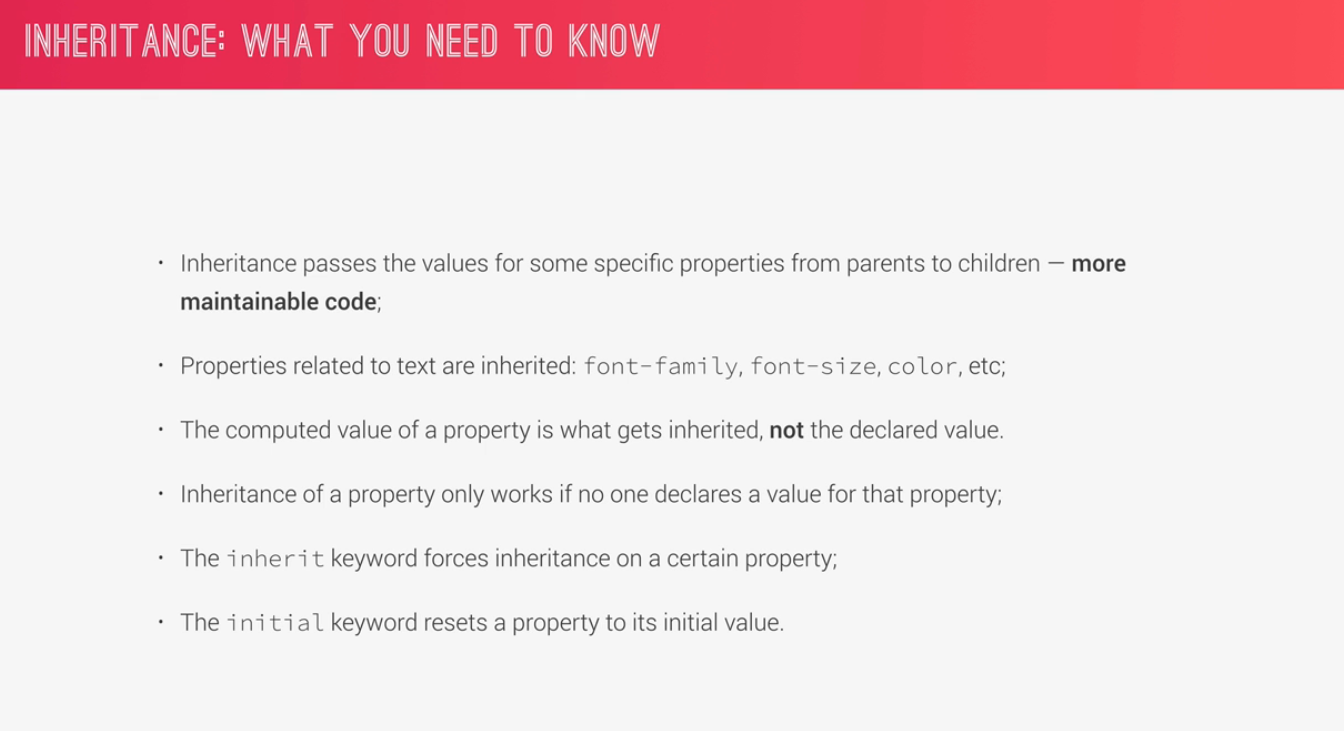 INHERITANCE: WHAT YOU NEED TO KNOW
• Inheritance passes the values for some specific properties from parents to children — more
maintainable code;
• Properties related to text are inherited: font-family, font-size, color, etc;
• The computed value of a property is what gets inherited, not the declared value.
• Inheritance of a property only works if no one declares a value for that property;
• The inherit keyword forces inheritance on a certain property;
• The initial keyword resets a property to its initial value.